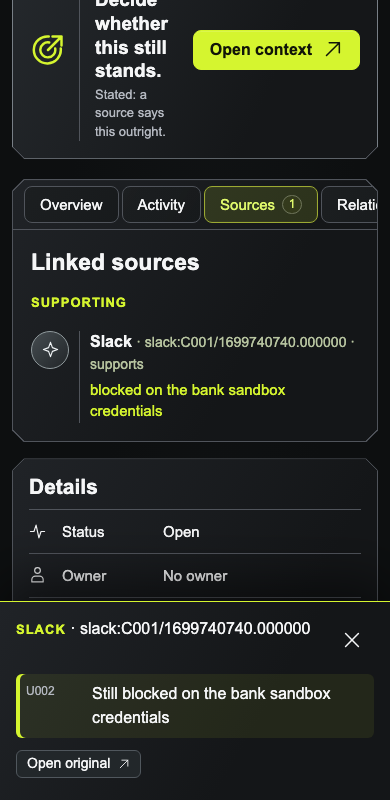 Decide
whether
this still
stands.
Stated: a
source says
this outright.
Open context
Overview
Activity
Sources 1
Linked sources
SUPPORTING
Slack · slack:C001/1699740740.000000 ·
supports
blocked on the bank sandbox
credentials
Details
Status Open
Owner No owner
SLACK · slack:C001/1699740740.000000
U002 Still blocked on the bank sandbox
credentials
Open original